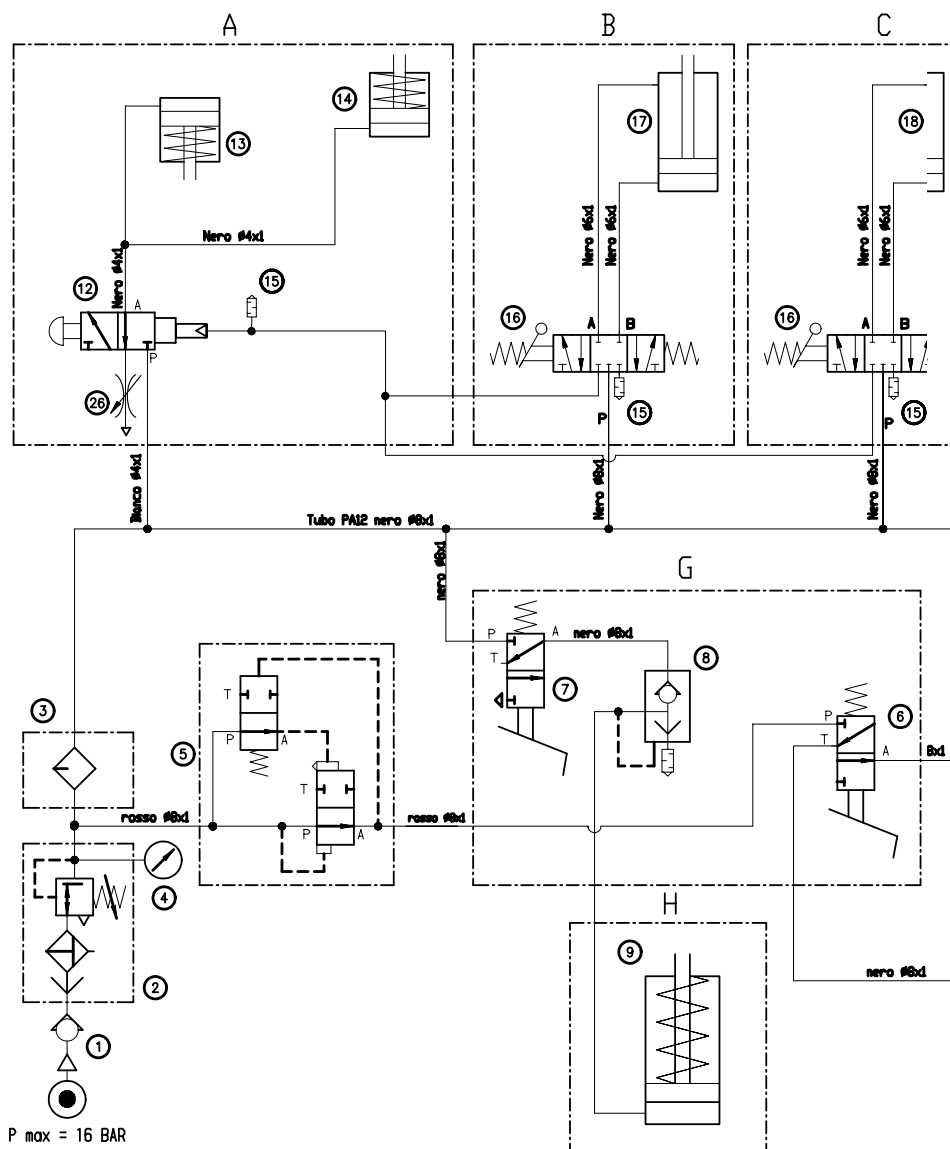 A
B
C
14
17
18
13
Nero Ø4x1
Nero Ø4x1
Nero Ø6x1
Nero Ø6x1
Nero Ø6x1
Nero Ø6x1
12
A
15
16
A
B
16
A
B
P
26
15
P
15
P
Bianco Ø4x1
Nero Ø8x1
Nero Ø8x1
Tubo PA12 nero Ø8x1
nero Ø8x1
G
P
A
nero Ø8x1
T
8
7
3
T
5
P
A
6
P
T
A
8x1
T
rosso Ø8x1
P
A
rosso Ø8x1
4
H
9
2
nero Ø8x1
1
P max = 16 BAR